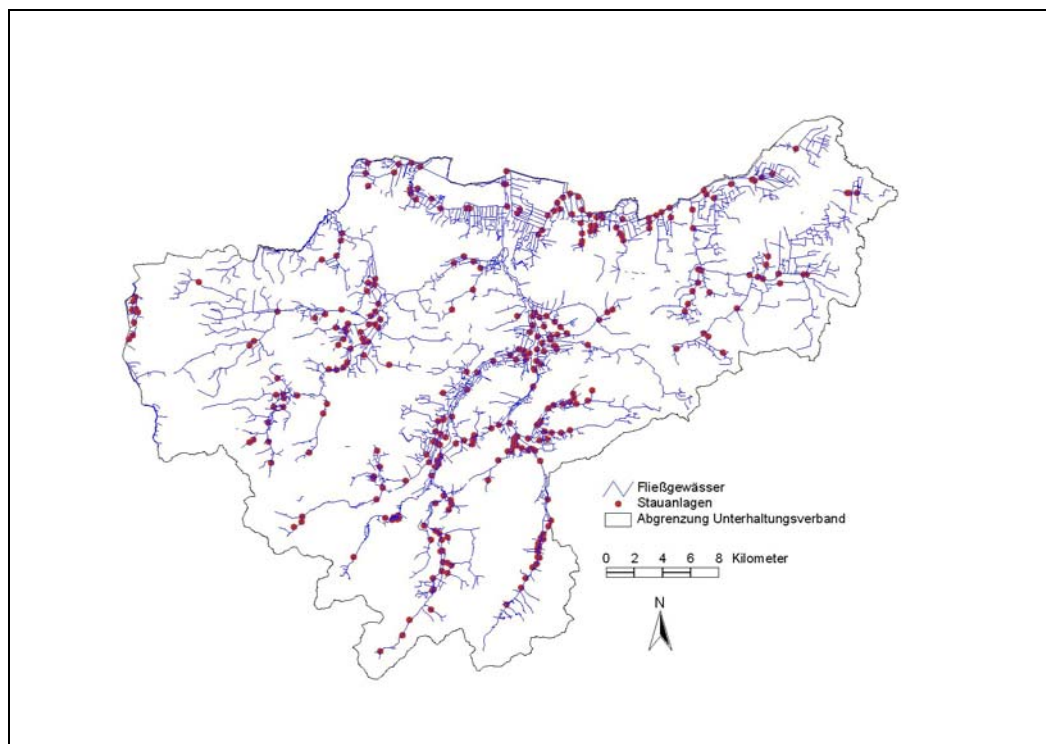 Fließgewässer
Stauanlagen
Abgrenzung Unterhaltungsverband
0 2 4 6 8 Kilometer
N